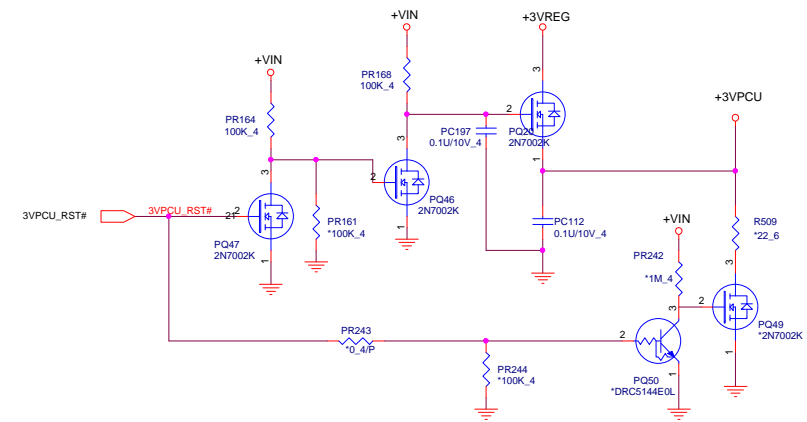 +VIN
+3VREG
+VIN
PR168
100K_4
+3VPCU
PR164
100K_4
3
3
2
PC197
0.1U/10V_4
PQ20
2N7002K
3
1
2
PQ46
2N7002K
3VPCU_RST#
3VPCU_RST#
21
2
PR161
*100K_4
1
PC112
0.1U/10V_4
+VIN
R509
*22_6
PQ47
2N7002K
1
PR242
*1M_4
3
3
2
PR243
*0_4/P
2
PQ49
*2N7002K
PR244
*100K_4
PQ50
*DRC5144E0L
1
1